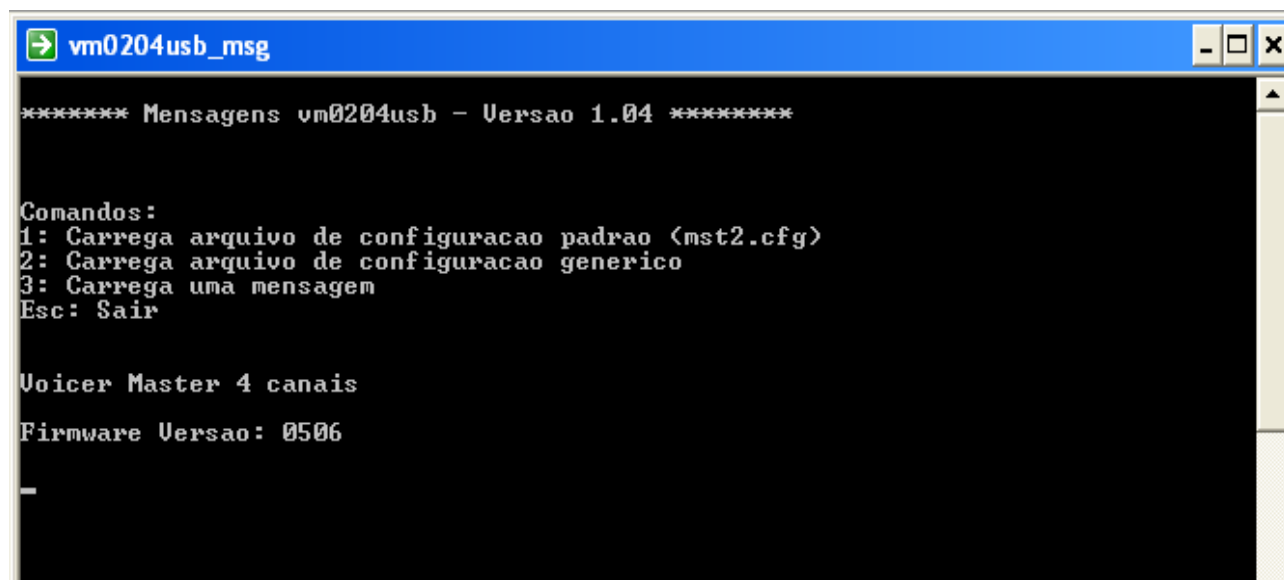 vm0204usb_msg
******* Mensagens vm0204usb - Versao 1.04 ********
Comandos:
1: Carrega arquivo de configuracao padrao (mst2.cfg)
2: Carrega arquivo de configuracao generico
3: Carrega uma mensagem
Esc: Sair
Voicer Master 4 canais
Firmware Versao: 0506